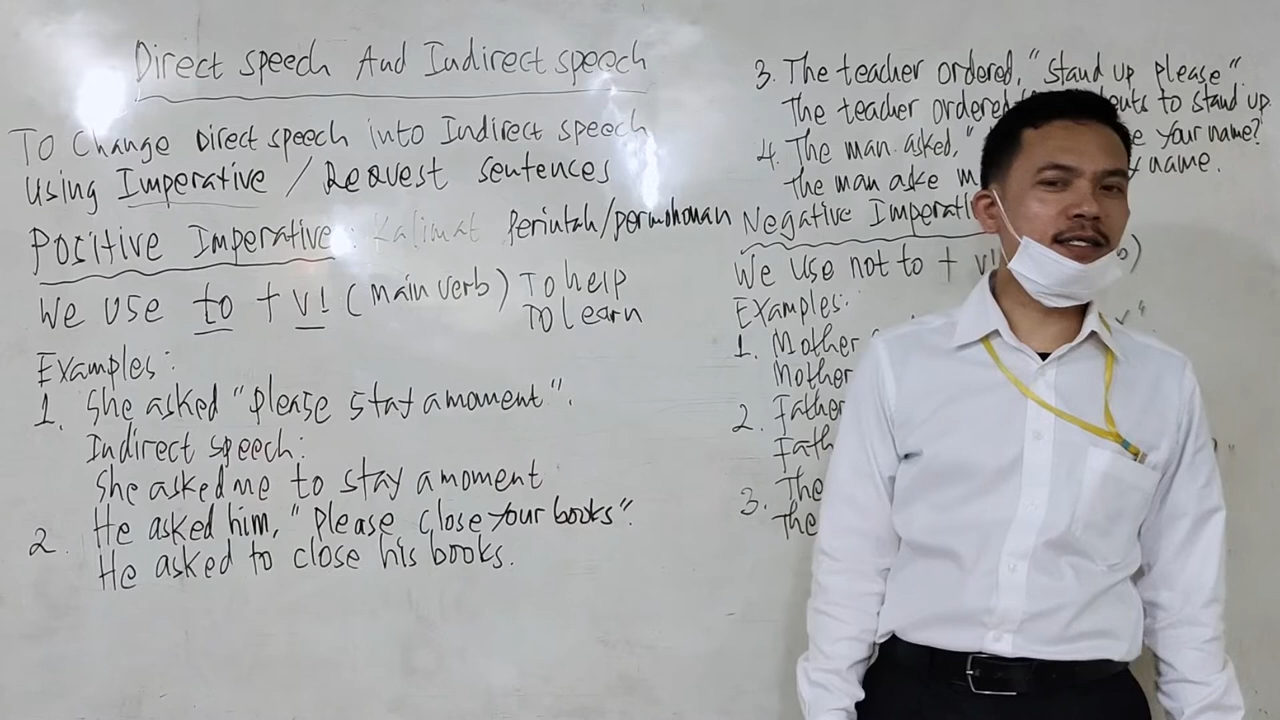 Direct speech And Indirect speech
To Change Direct speech into Indirect speech
Using Imperative / Request sentences
Positive Imperative : Kalimat perintah/permohonan
We use to + V1 (main verb) To help
To learn
Examples:
1. She asked "please stay a moment".
Indirect speech:
She asked me to stay a moment
2. He asked him, "Please close your books".
He asked to close his books.
3. The teacher ordered, "Stand up please".
The teacher ordered to stand up.
4. The man asked, " your name?
The man aske name.
Negative
We use not to +
Examples:
1. Mother
Mother
2. Father
3. The
The